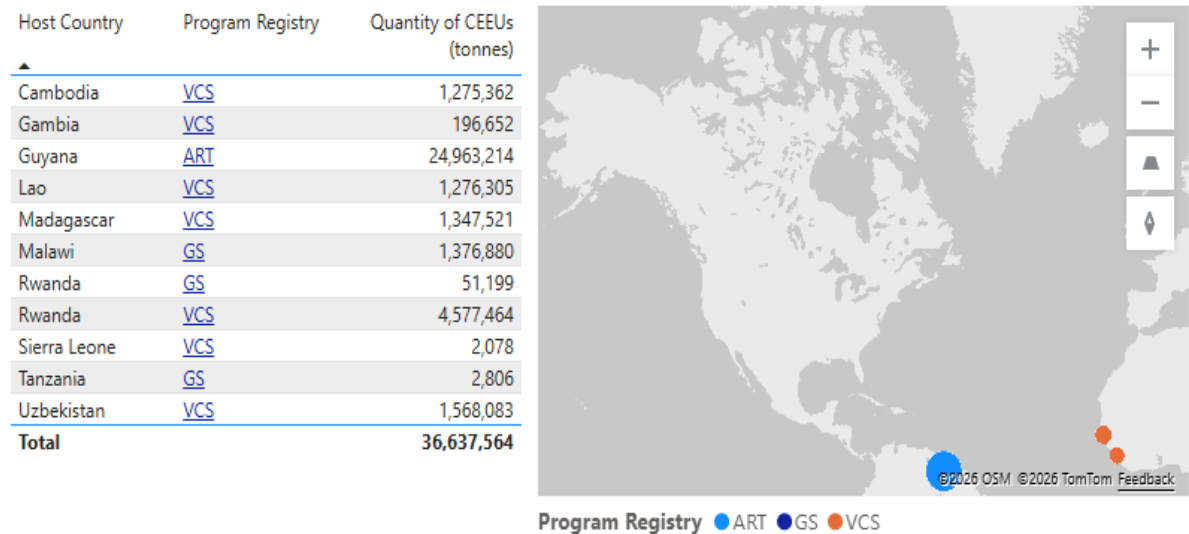 Host Country Program Registry Quantity of CEEUs
(tonnes)
Cambodia VCS 1,275,362
Gambia VCS 196,652
Guyana ART 24,963,214
Lao VCS 1,276,305
Madagascar VCS 1,347,521
Malawi GS 1,376,880
Rwanda GS 51,199
Rwanda VCS 4,577,464
Sierra Leone VCS 2,078
Tanzania GS 2,806
Uzbekistan VCS 1,568,083
Total 36,637,564
©2026 OSM ©2026 TomTom Feedback
Program Registry ART GS VCS